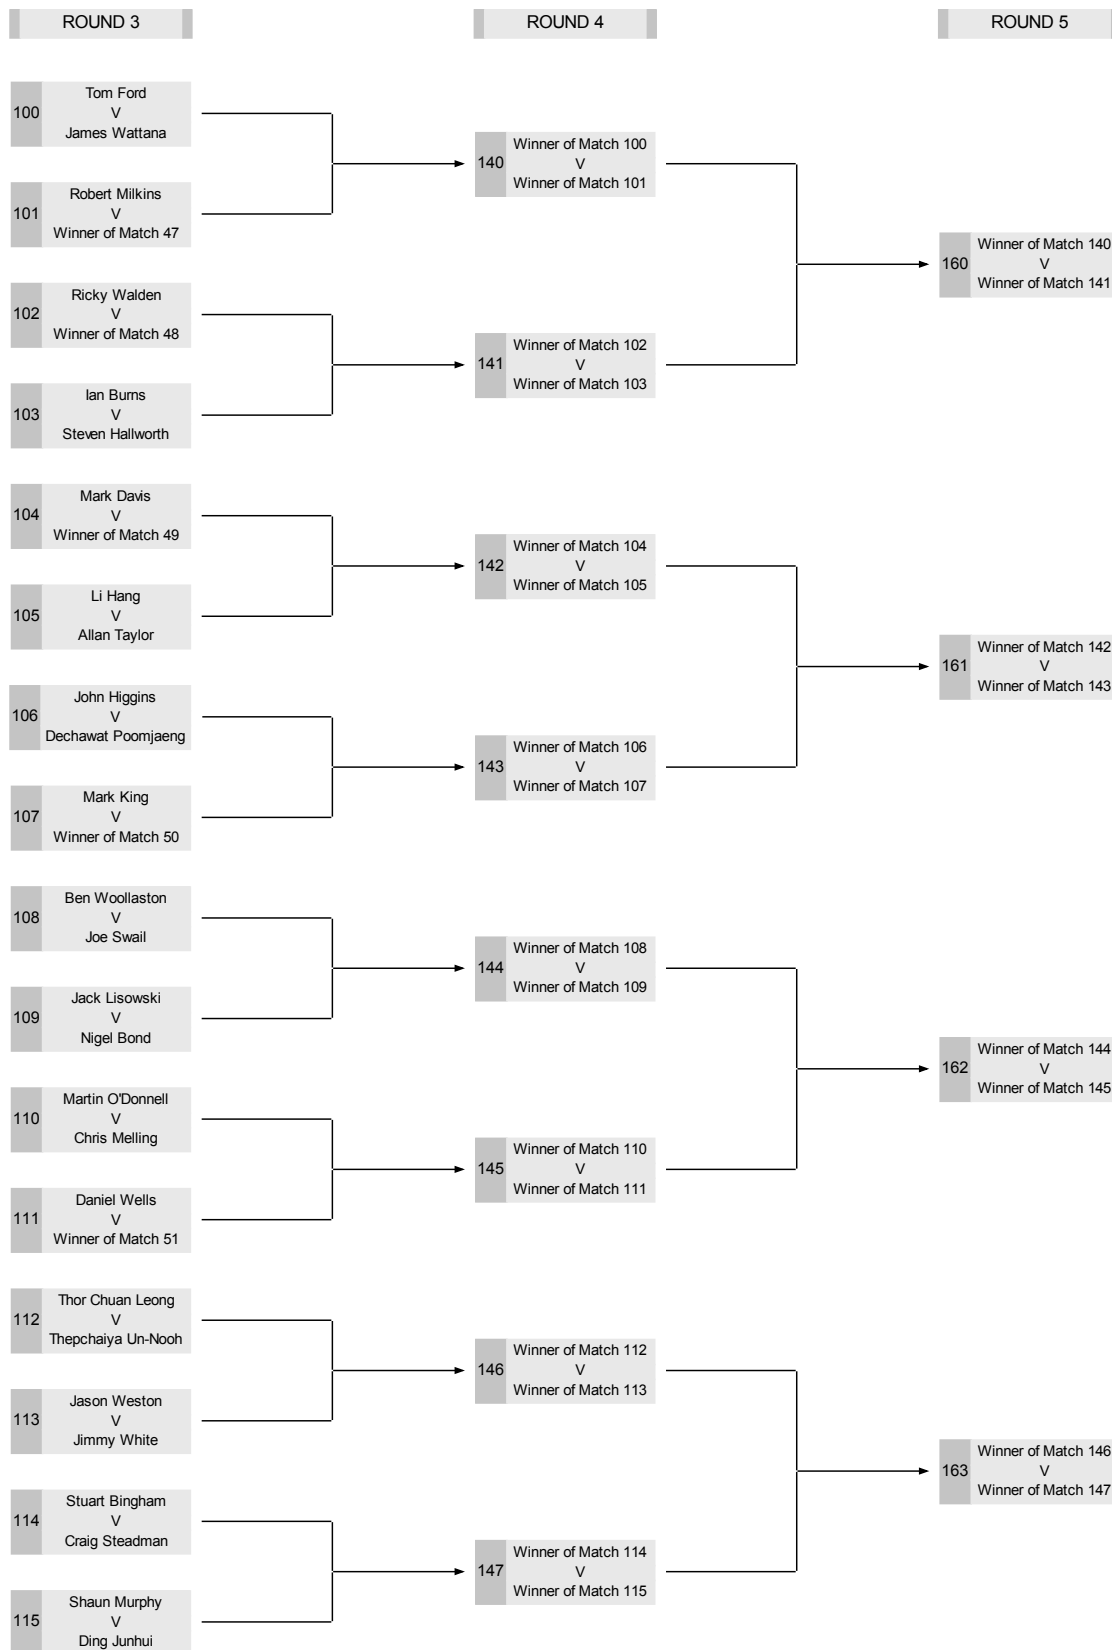 ROUND 3
ROUND 4
ROUND 5
100
Tom Ford
V
James Wattana
101
Robert Milkins
V
Winner of Match 47
102
Ricky Walden
V
Winner of Match 48
103
Ian Burns
V
Steven Hallworth
104
Mark Davis
V
Winner of Match 49
105
Li Hang
V
Allan Taylor
106
John Higgins
V
Dechawat Poomjaeng
107
Mark King
V
Winner of Match 50
108
Ben Woollaston
V
Joe Swail
109
Jack Lisowski
V
Nigel Bond
110
Martin O'Donnell
V
Chris Melling
111
Daniel Wells
V
Winner of Match 51
112
Thor Chuan Leong
V
Thepchaiya Un-Nooh
113
Jason Weston
V
Jimmy White
114
Stuart Bingham
V
Craig Steadman
115
Shaun Murphy
V
Ding Junhui
140
Winner of Match 100
V
Winner of Match 101
141
Winner of Match 102
V
Winner of Match 103
142
Winner of Match 104
V
Winner of Match 105
143
Winner of Match 106
V
Winner of Match 107
144
Winner of Match 108
V
Winner of Match 109
145
Winner of Match 110
V
Winner of Match 111
146
Winner of Match 112
V
Winner of Match 113
147
Winner of Match 114
V
Winner of Match 115
160
Winner of Match 140
V
Winner of Match 141
161
Winner of Match 142
V
Winner of Match 143
162
Winner of Match 144
V
Winner of Match 145
163
Winner of Match 146
V
Winner of Match 147